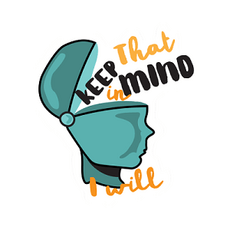 KEEP That
in MIND
I will